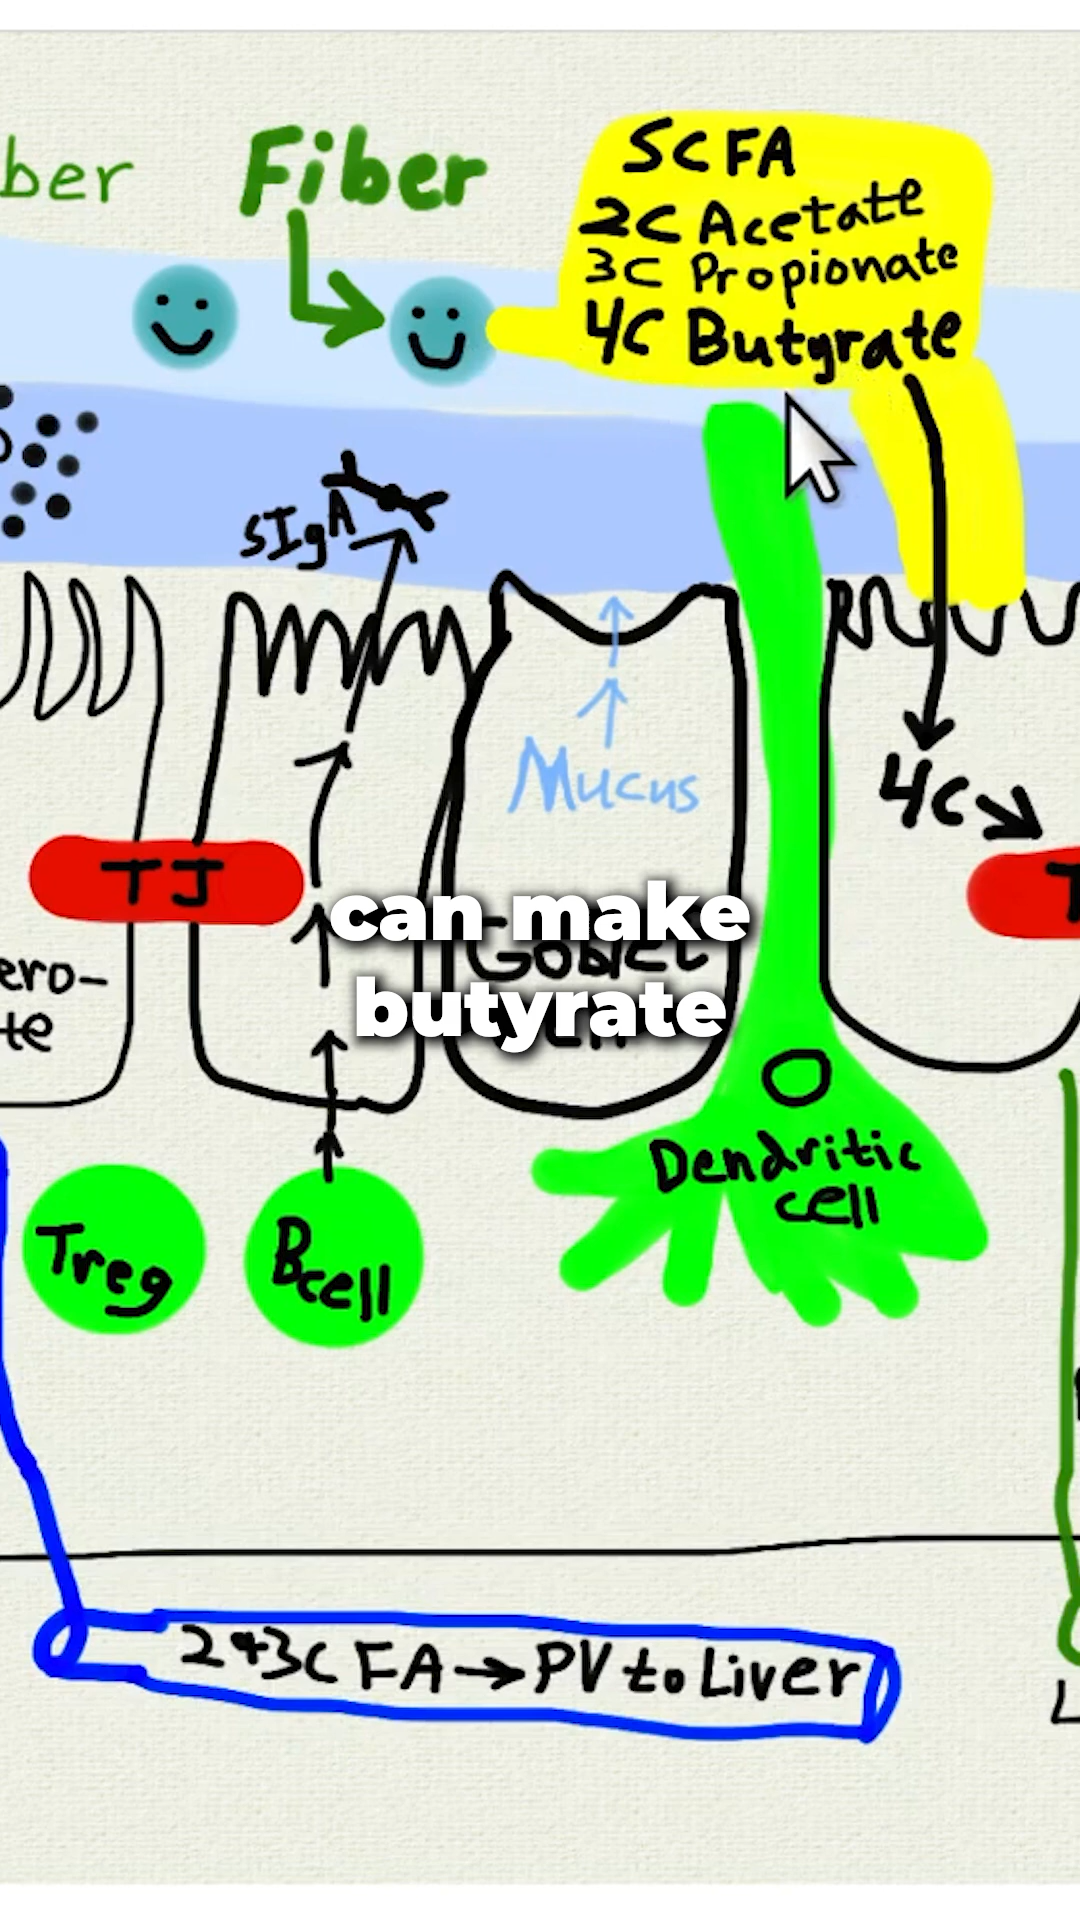 ber
Fiber
SCFA
2C Acetate
3C Propionate
4C Butyrate
SIgA
Mucus
4C
TJ
T
can make
butyrate
Goblet
ero-
te
Dendritic
cell
Treg
Bcell
2+3C FA→PV to Liver
L